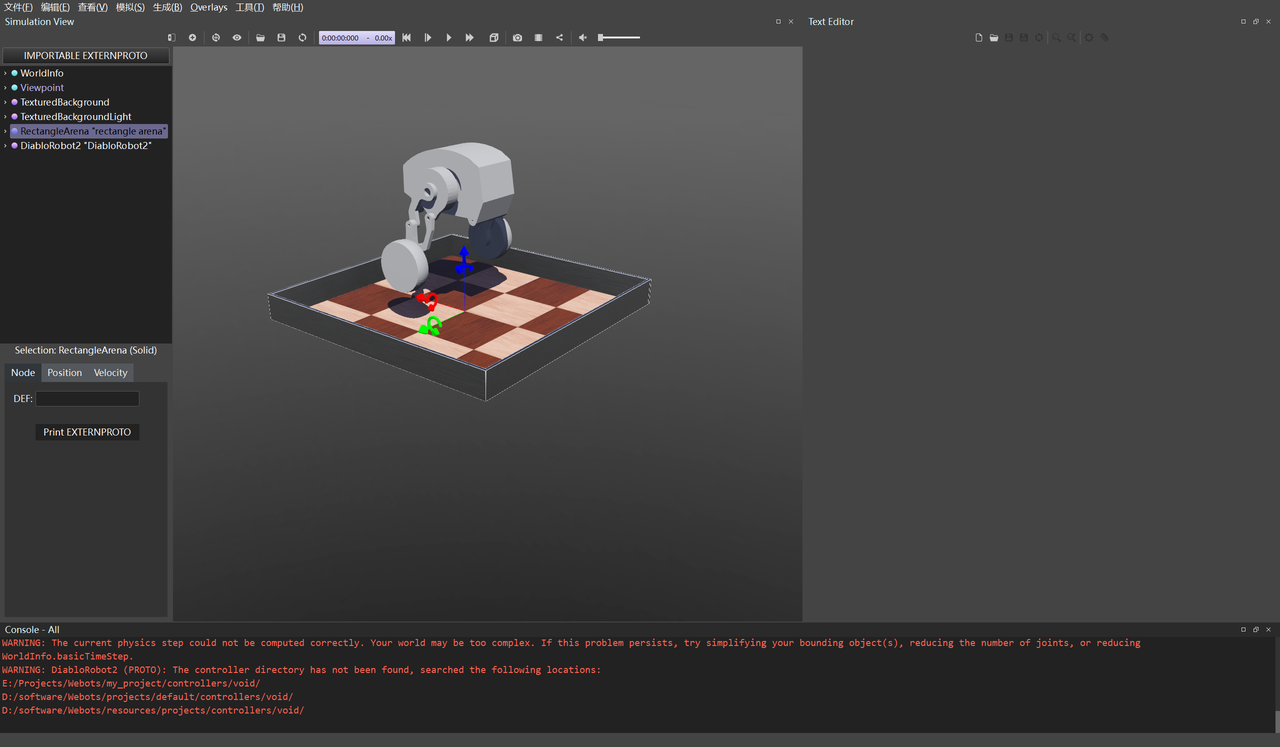 文件(F) 编辑(E) 查看(V) 模拟(S) 生成(B) Overlays 工具(T) 帮助(H)
Simulation View
Text Editor
0:00:00:000 - 0.00x
IMPORTABLE EXTERNPROTO
WorldInfo
Viewpoint
TexturedBackground
TexturedBackgroundLight
RectangleArena "rectangle arena"
DiabloRobot2 "DiabloRobot2"
Selection: RectangleArena (Solid)
Node Position Velocity
DEF:
Print EXTERNPROTO
Console - All
WARNING: The current physics step could not be computed correctly. Your world may be too complex. If this problem persists, try simplifying your bounding object(s), reducing the number of joints, or reducing
WorldInfo.basicTimeStep.
WARNING: DiabloRobot2 (PROTO): The controller directory has not been found, searched the following locations:
E:/Projects/Webots/my_project/controllers/void/
D:/software/Webots/projects/default/controllers/void/
D:/software/Webots/resources/projects/controllers/void/